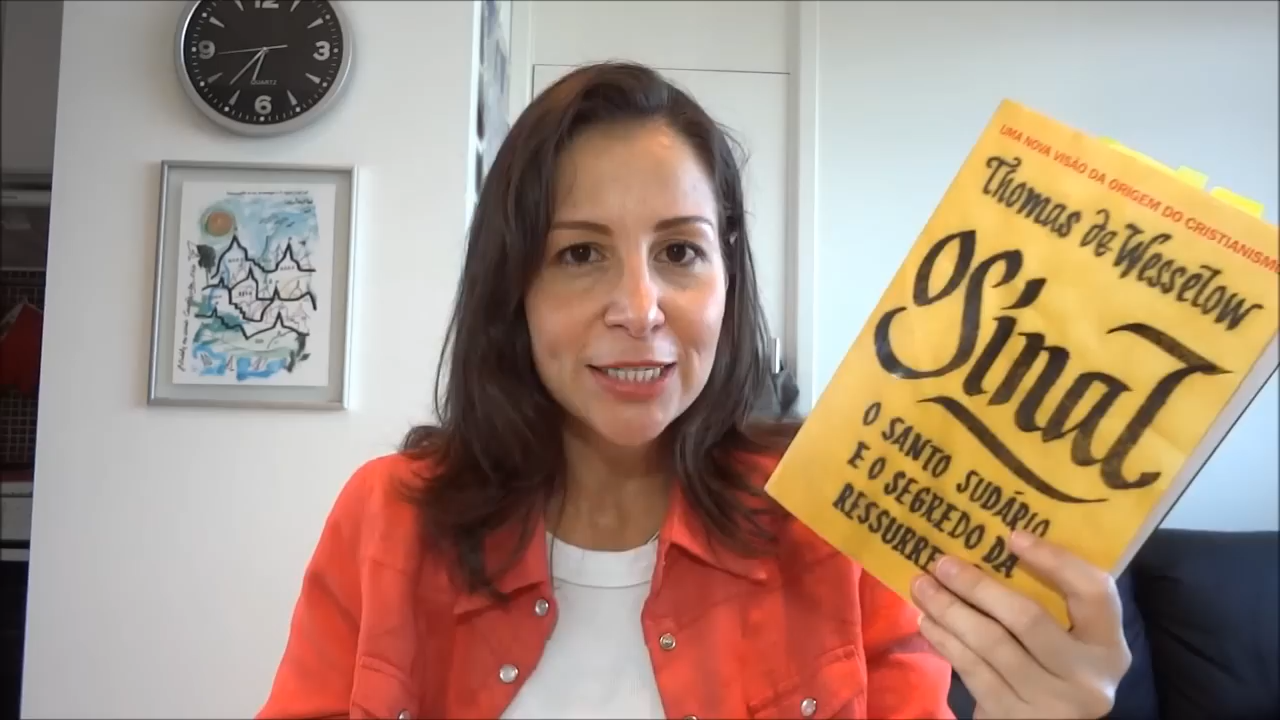 12
9
3
QUARTZ
6
UMA NOVA VISÃO DA ORIGEM DO CRISTIANISMO
Thomas de Wesselow
O Sinal
O SANTO SUDÁRIO
E O SEGREDO DA
RESSURRE